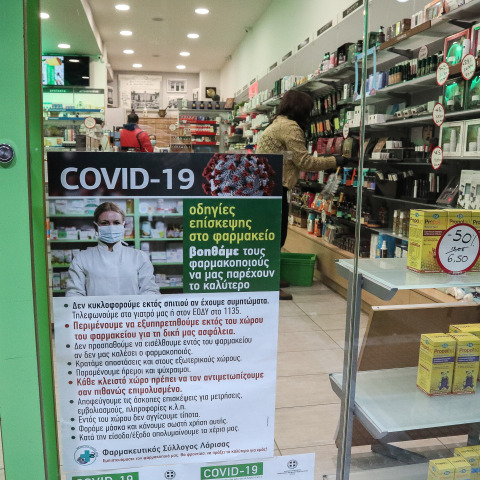 COVID-19
οδηγίες
επίσκεψης
στο φαρμακείο
βοηθάμε τους
φαρμακοποιούς
να μας παρέχουν
το καλύτερο
• Δεν κυκλοφορούμε εκτός σπιτιού αν έχουμε συμπτώματα.
Τηλεφωνούμε στο γιατρό μας ή στον ΕΟΔΥ στο 1135.
• Περιμένουμε να εξυπηρετηθούμε εκτός του χώρου
του φαρμακείου για τη δική μας ασφάλεια.
• Δεν προσπαθούμε να εισέλθουμε εντός του φαρμακείου
αν δεν μας καλέσει ο φαρμακοποιός.
• Κρατάμε αποστάσεις και στους εξωτερικούς χώρους.
• Παραμένουμε ήρεμοι και ψύχραιμοι.
• Κάθε κλειστό χώρο πρέπει να τον αντιμετωπίζουμε
σαν πιθανώς επιμολυσμένο.
• Αποφεύγουμε τις άσκοπες επισκέψεις για μετρήσεις,
εμβολιασμούς, πληροφορίες κ.λ.π.
• Εντός του χώρου δεν αγγίζουμε τίποτα.
• Φοράμε μάσκα και κάνουμε σωστή χρήση αυτής.
• Κατά την είσοδο/έξοδο απολυμαίνουμε τα χέρια μας.
Φαρμακευτικός Σύλλογος Λάρισας
COVID-19
COVID-19
-50%
6.50